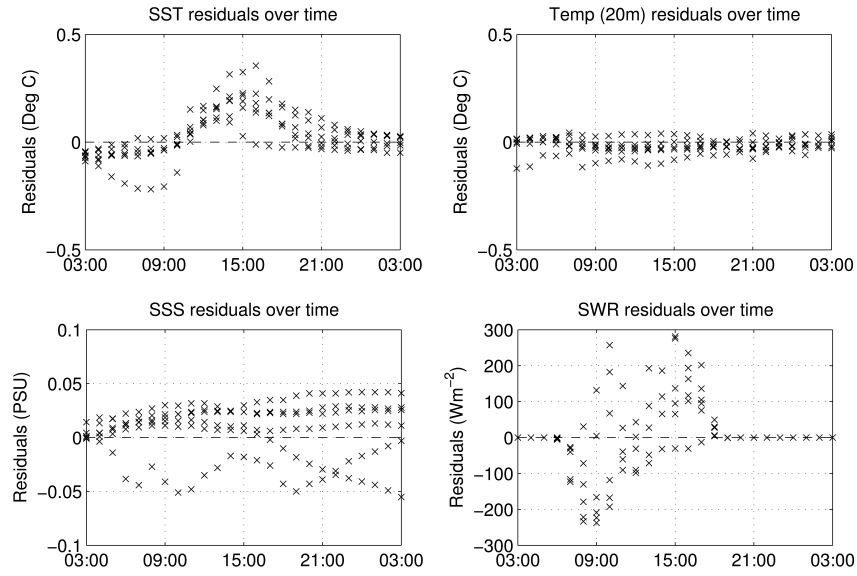 SST residuals over time
Temp (20m) residuals over time
0.5
0
−0.5
Residuals (Deg C)
03:00 09:00 15:00 21:00 03:00
0.5
0
−0.5
Residuals (Deg C)
03:00 09:00 15:00 21:00 03:00
SSS residuals over time
SWR residuals over time
0.1
0.05
0
−0.05
−0.1
Residuals (PSU)
03:00 09:00 15:00 21:00 03:00
300
200
100
0
−100
−200
−300
Residuals (Wm⁻²)
03:00 09:00 15:00 21:00 03:00